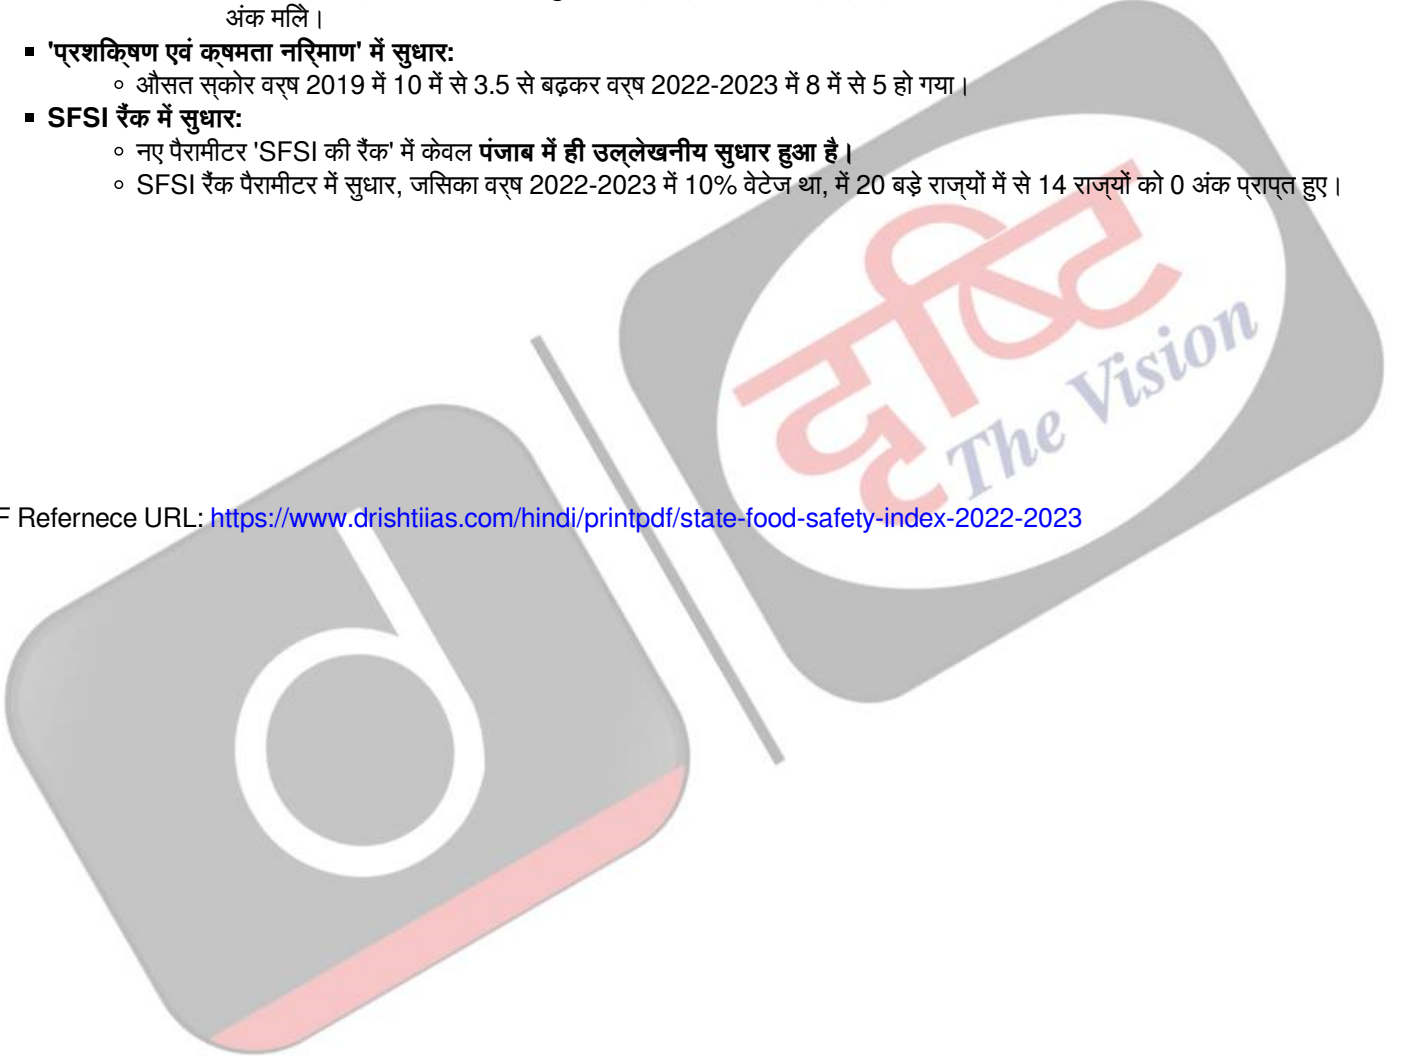 अंक मिले।
'प्रशिक्षण एवं क्षमता निर्माण' में सुधार:
औसत स्कोर वर्ष 2019 में 10 में से 3.5 से बढ़कर वर्ष 2022-2023 में 8 में से 5 हो गया।
SFSI रैंक में सुधार:
नए पैरामीटर 'SFSI की रैंक' में केवल पंजाब में ही उल्लेखनीय सुधार हुआ है।
SFSI रैंक पैरामीटर में सुधार, जिसका वर्ष 2022-2023 में 10% वेटेज था, में 20 बड़े राज्यों में से 14 राज्यों को 0 अंक प्राप्त हुए।
दृष्टि
The Vision
F Refernece URL: https://www.drishtiias.com/hindi/printpdf/state-food-safety-index-2022-2023